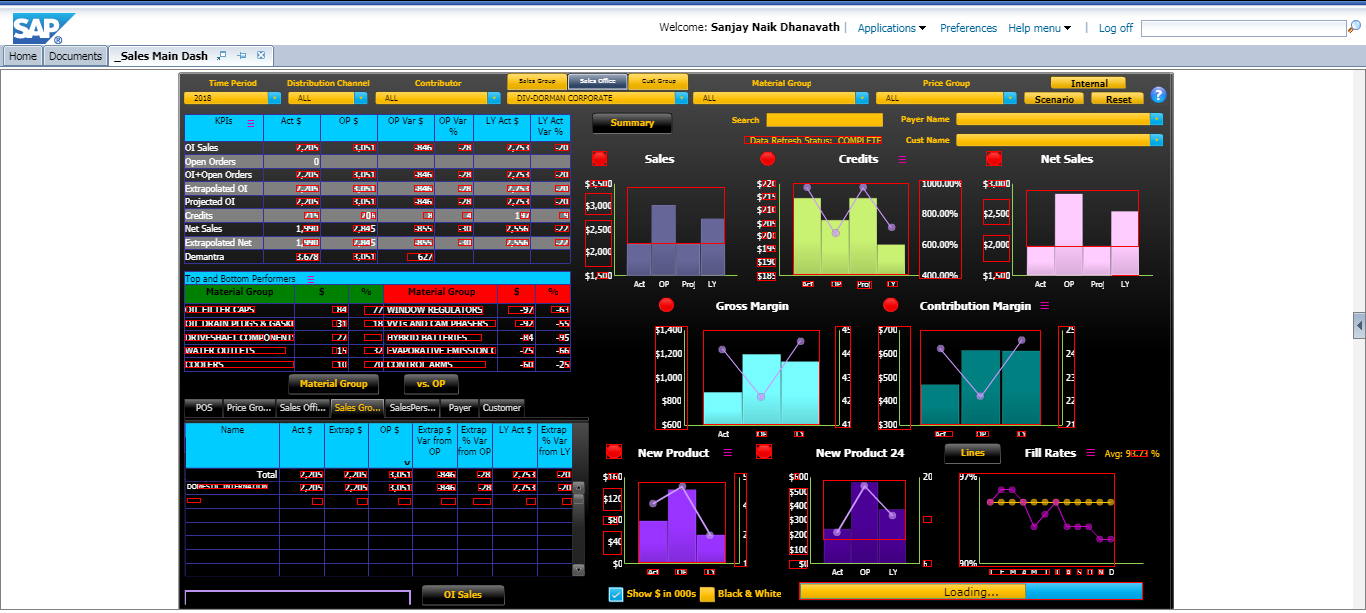 SAP
Welcome: Sanjay Naik Dhanavath | Applications Preferences Help menu | Log off
Home Documents _Sales Main Dash
Time Period Distribution Channel Contributor Sales Group Sales Office Cust Group Material Group Price Group Internal
2018 ALL ALL DIV-DORMAN CORPORATE ALL ALL Scenario Reset
KPIs Act $ OP $ OP Var $ OP Var % LY Act $ LY Act Var %
OI Sales 2,205 3,051 -846 -28 2,753 -20
Open Orders 0
OI+Open Orders 2,205 3,051 -846 -28 2,753 -20
Extrapolated OI 2,205 3,051 -846 -28 2,753 -20
Projected OI 2,205 3,051 -846 -28 2,753 -20
Credits 215 206 197
Net Sales 1,990 2,845 -855 -30 2,556 -22
Extrapolated Net 1,990 2,845 -855 -30 2,556 -22
Demantra 3,678 3,051 627
Top and Bottom Performers
Material Group $ % Material Group $ %
OIL FILTER CAPS 84 77 WINDOW REGULATORS -97 -63
OIL DRAIN PLUGS & GASK 31 18 VVTs AND CAM PHASERS -92 -55
DRIVESHAFT COMPONENTS 27 HYBRID BATTERIES -84 -95
WATER OUTLETS 15 32 EVAPORATIVE EMISSION C -75 -66
COOLERS 10 70 CONTROL ARMS -60 -25
Material Group vs. OP
POS Price Gro... Sales Offi... Sales Gro... SalesPers... Payer Customer
Name Act $ Extrap $ OP $ Extrap $ Var from OP Extrap % Var from OP LY Act $ Extrap % Var from LY
Total 2,205 2,205 3,051 -846 -28 2,753 -20
DOMESTIC INTERNATION 2,205 2,205 3,051 -846 -28 2,753 -20
OI Sales
Summary Search Payer Name
Data Refresh Status: COMPLETE Cust Name
Sales Credits Net Sales
$3,500
$3,000
$2,500
$2,000
$1,500
Act OP Proj LY
$220
$215
$210
$205
$200
$195
$190
$185
1000.00%
800.00%
600.00%
400.00%
Act OP Proj LY
$3,000
$2,500
$2,000
$1,500
Act OP Proj LY
Gross Margin Contribution Margin
$1,400
$1,200
$1,000
$800
$600
45
44
43
42
41
Act OP LY
$700
$600
$500
$400
$300
25
24
23
22
21
Act OP LY
New Product New Product 24 Lines Fill Rates Avg: 93.73 %
$160
$120
$80
$40
$0
5
4
2
1
Act OP LY
$600
$500
$400
$300
$200
$100
$0
20
Act OP LY
97%
90%
J F M A M J J A S O N D
Show $ in 000s Black & White Loading...